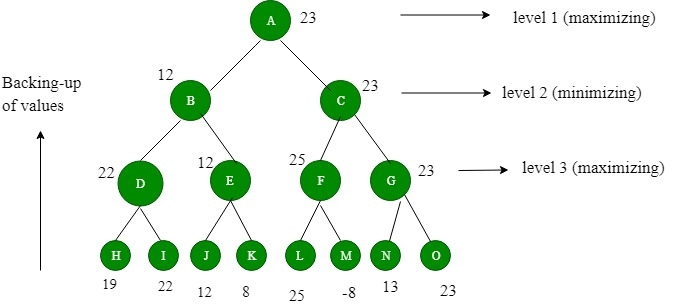 A 23 level 1 (maximizing)
12
Backing-up
of values
B C 23 level 2 (minimizing)
22 D 12 E 25 F G 23 level 3 (maximizing)
H I J K L M N O
19 22 12 8 25 -8 13 23